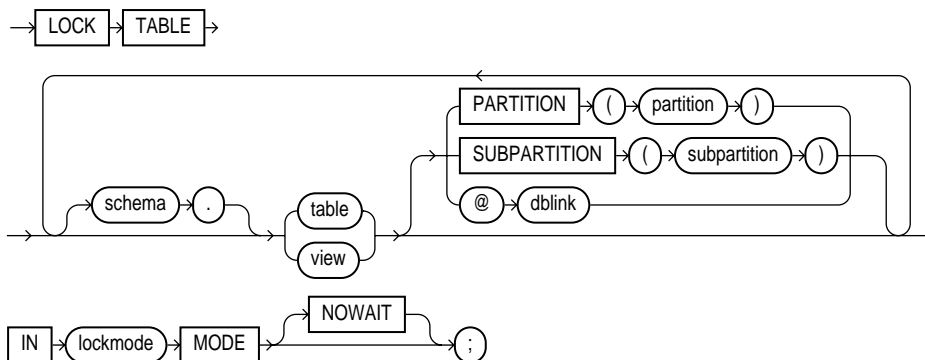 LOCK TABLE
PARTITION ( partition )
SUBPARTITION ( subpartition )
@ dblink
schema .
table
view
IN lockmode MODE NOWAIT ;